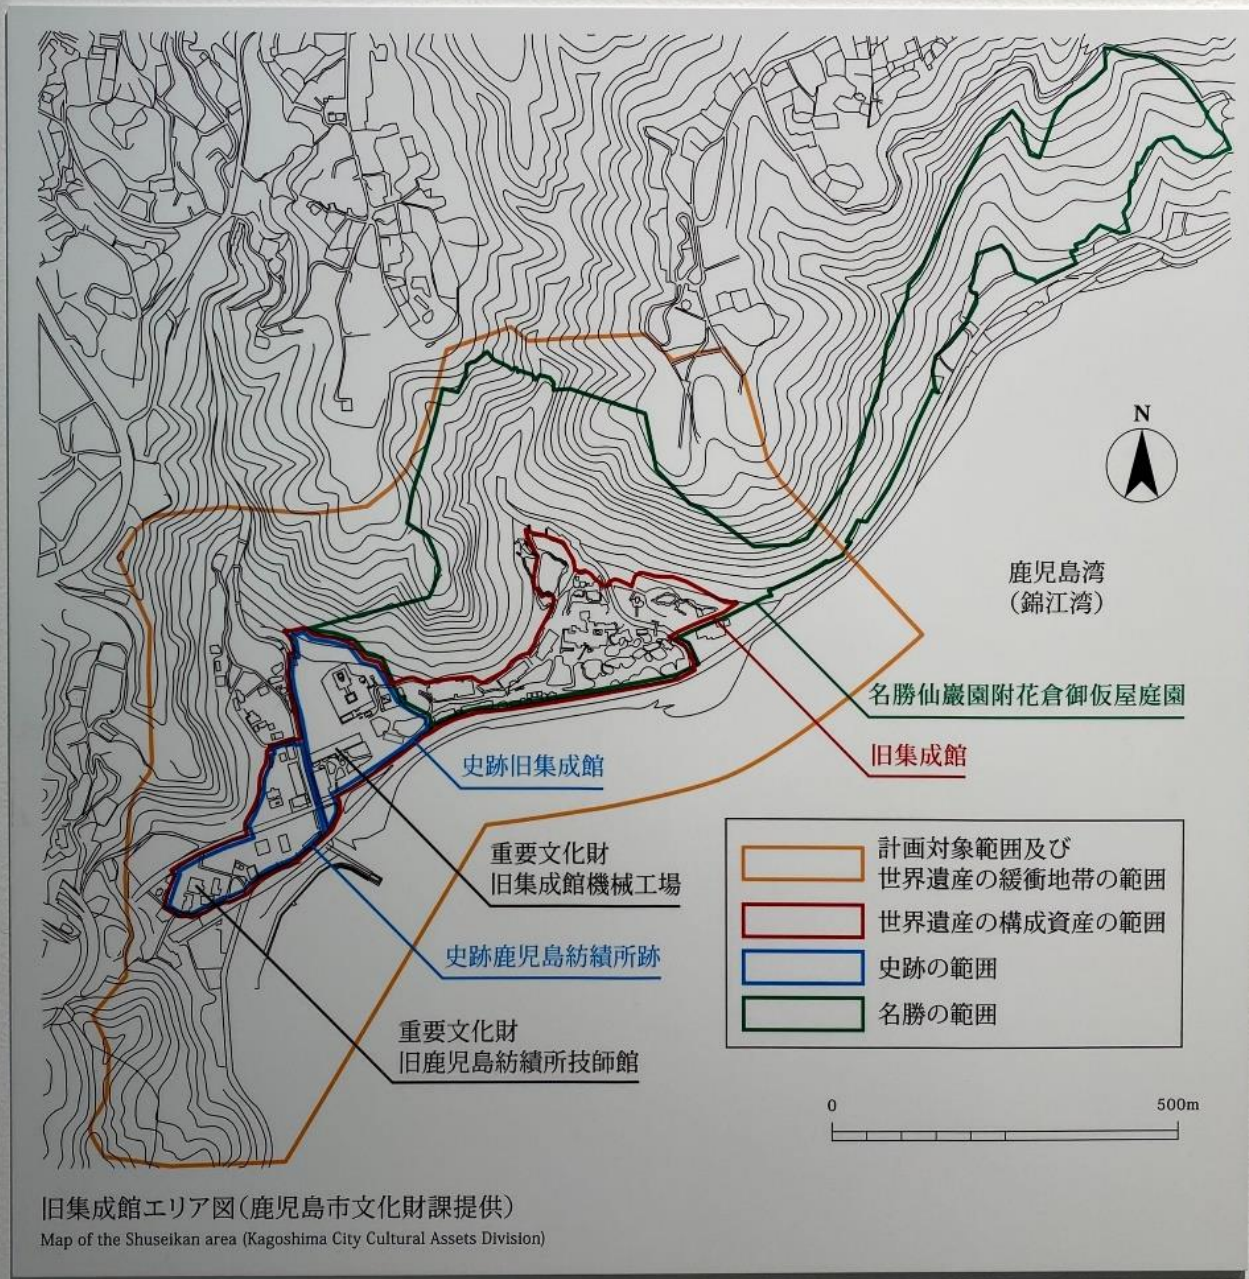 N
鹿児島湾
（錦江湾）
名勝仙巌園附花倉御仮屋庭園
旧集成館
史跡旧集成館
重要文化財
旧集成館機械工場
史跡鹿児島紡績所跡
重要文化財
旧鹿児島紡績所技師館
計画対象範囲及び
世界遺産の緩衝地帯の範囲
世界遺産の構成資産の範囲
史跡の範囲
名勝の範囲
0
500m
旧集成館エリア図（鹿児島市文化財課提供）
Map of the Shuseikan area (Kagoshima City Cultural Assets Division)